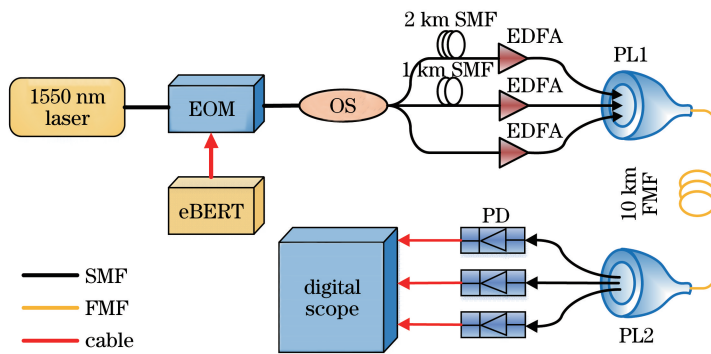 2 km SMF
EDFA
PL1
1 km SMF
EDFA
1550 nm
laser
EOM
OS
EDFA
eBERT
10 km
FMF
PD
digital
scope
SMF
FMF
cable
PL2